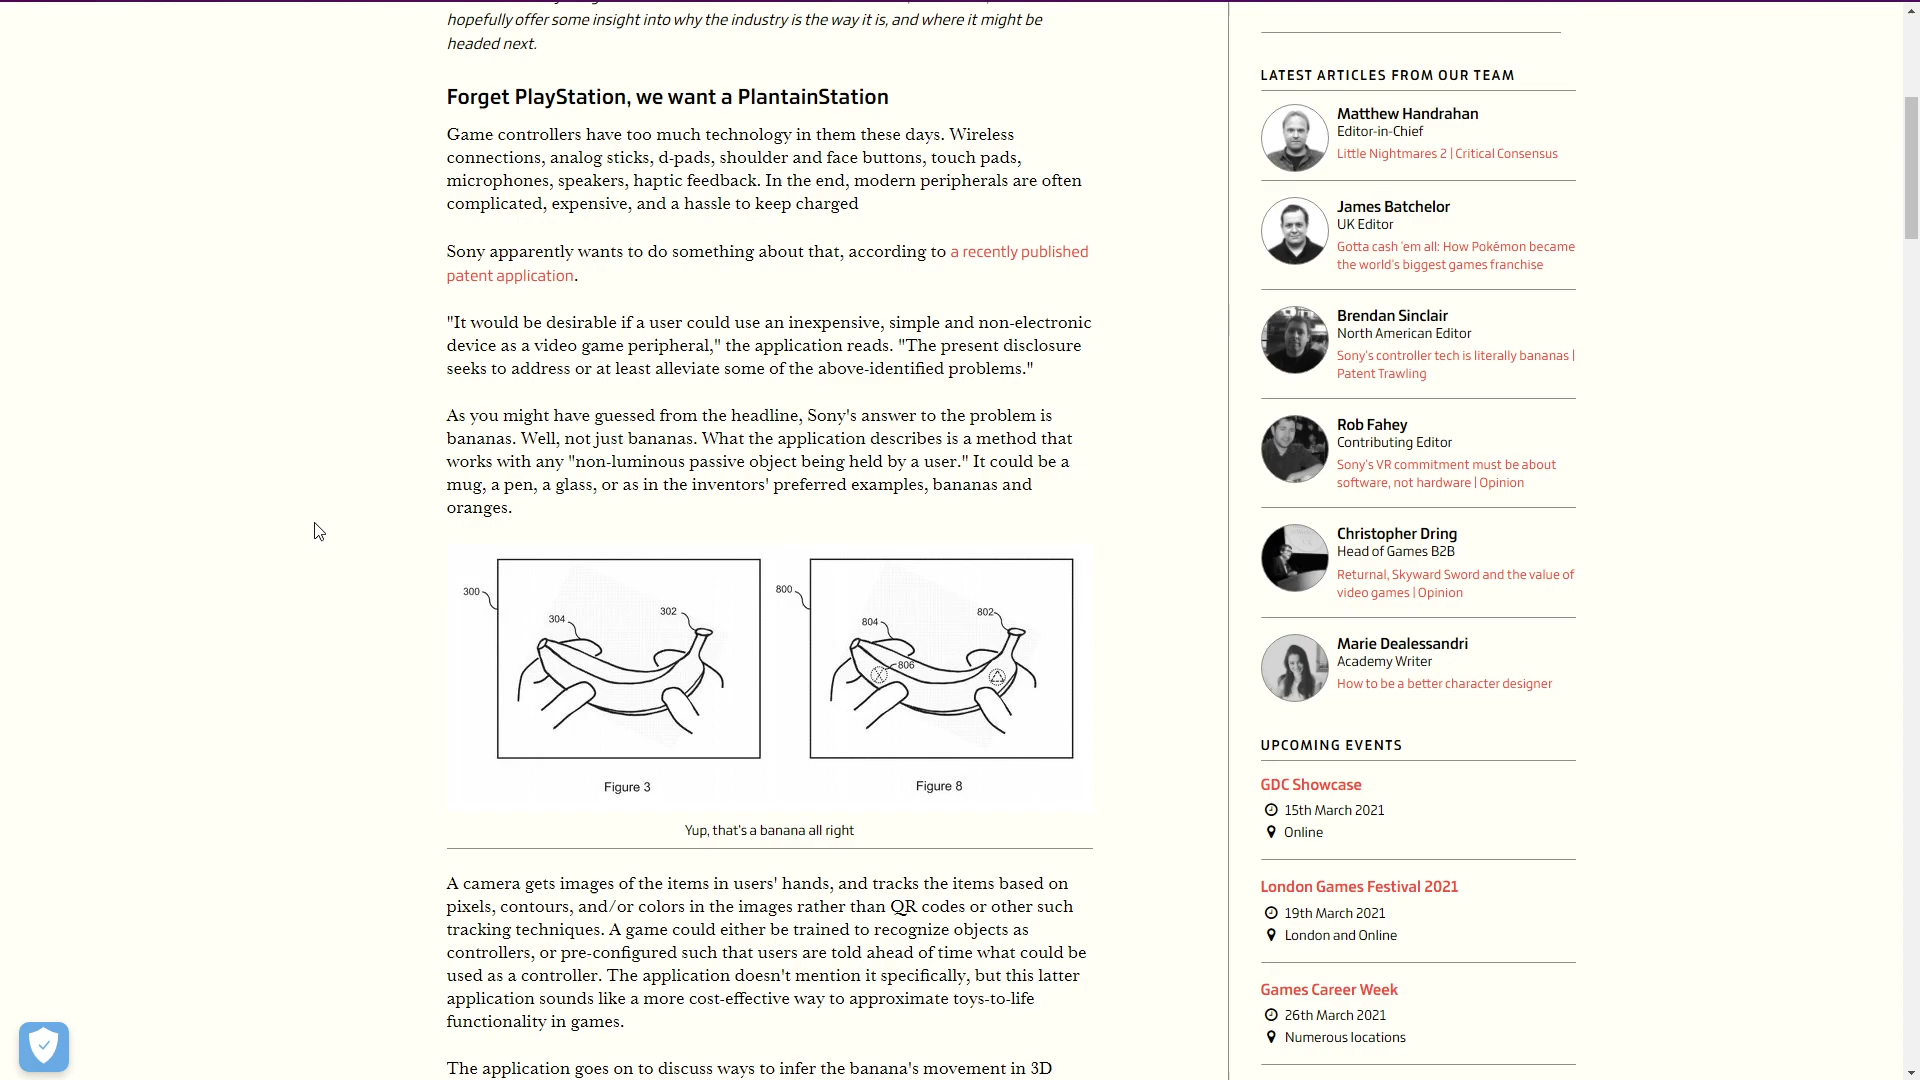 hopefully offer some insight into why the industry is the way it is, and where it might be
headed next.
Forget PlayStation, we want a PlantainStation
Game controllers have too much technology in them these days. Wireless
connections, analog sticks, d-pads, shoulder and face buttons, touch pads,
microphones, speakers, haptic feedback. In the end, modern peripherals are often
complicated, expensive, and a hassle to keep charged
Sony apparently wants to do something about that, according to a recently published
patent application.
"It would be desirable if a user could use an inexpensive, simple and non-electronic
device as a video game peripheral," the application reads. "The present disclosure
seeks to address or at least alleviate some of the above-identified problems."
As you might have guessed from the headline, Sony's answer to the problem is
bananas. Well, not just bananas. What the application describes is a method that
works with any "non-luminous passive object being held by a user." It could be a
mug, a pen, a glass, or as in the inventors' preferred examples, bananas and
oranges.
300
304
302
Figure 3
800
804
802
806
X
Figure 8
Yup, that's a banana all right
A camera gets images of the items in users' hands, and tracks the items based on
pixels, contours, and/or colors in the images rather than QR codes or other such
tracking techniques. A game could either be trained to recognize objects as
controllers, or pre-configured such that users are told ahead of time what could be
used as a controller. The application doesn't mention it specifically, but this latter
application sounds like a more cost-effective way to approximate toys-to-life
functionality in games.
The application goes on to discuss ways to infer the banana's movement in 3D
LATEST ARTICLES FROM OUR TEAM
Matthew Handrahan
Editor-in-Chief
Little Nightmares 2 | Critical Consensus
James Batchelor
UK Editor
Gotta cash 'em all: How Pokémon became
the world's biggest games franchise
Brendan Sinclair
North American Editor
Sony's controller tech is literally bananas |
Patent Trawling
Rob Fahey
Contributing Editor
Sony's VR commitment must be about
software, not hardware | Opinion
Christopher Dring
Head of Games B2B
Returnal, Skyward Sword and the value of
video games | Opinion
Marie Dealessandri
Academy Writer
How to be a better character designer
UPCOMING EVENTS
GDC Showcase
15th March 2021
Online
London Games Festival 2021
19th March 2021
London and Online
Games Career Week
26th March 2021
Numerous locations